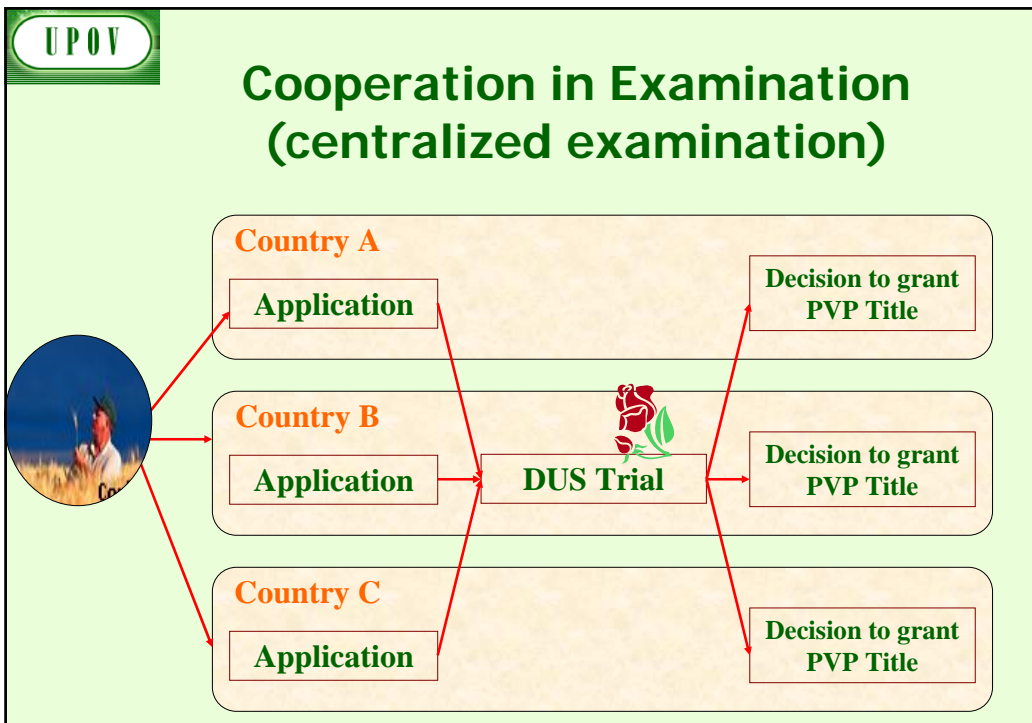 UPOV
Cooperation in Examination
(centralized examination)
Country A
Application
Decision to grant
PVP Title
Country B
Application
DUS Trial
Decision to grant
PVP Title
Country C
Application
Decision to grant
PVP Title